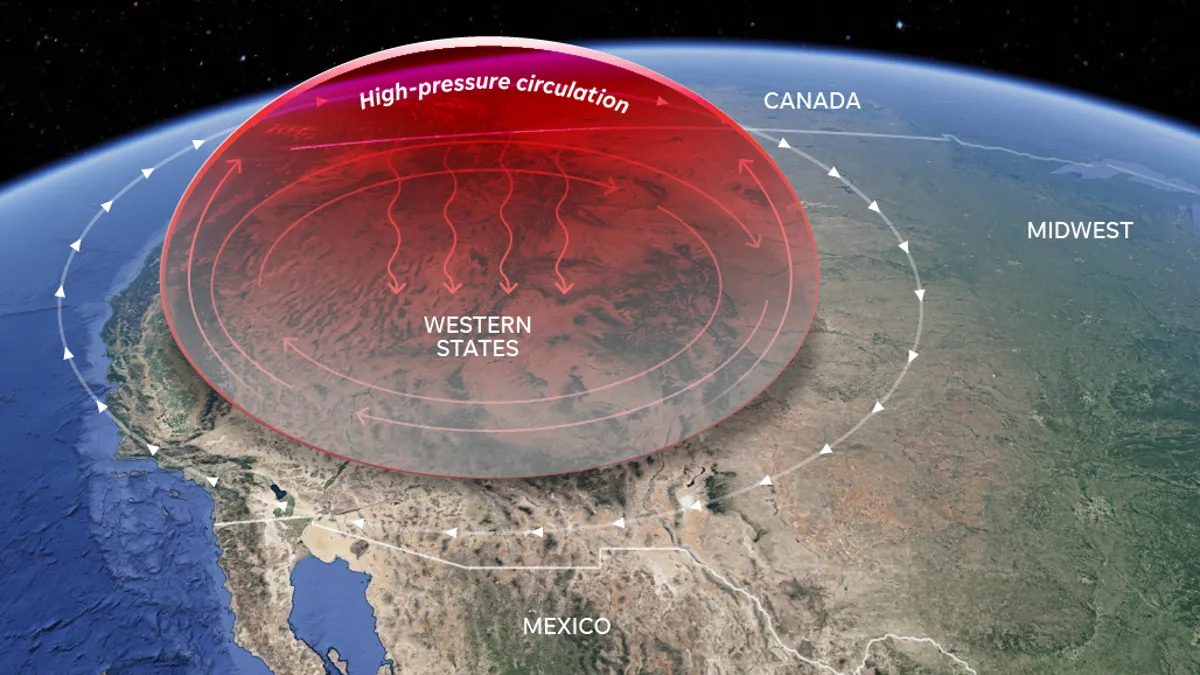 High-pressure circulation
CANADA
MIDWEST
WESTERN
STATES
MEXICO